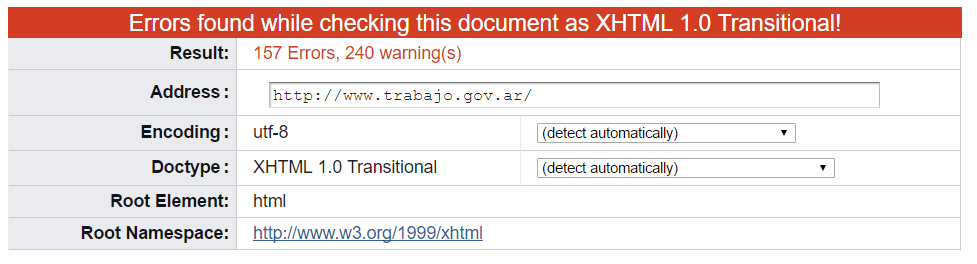 Errors found while checking this document as XHTML 1.0 Transitional!
Result: 157 Errors, 240 warning(s)
Address : http://www.trabajo.gov.ar/
Encoding : utf-8 (detect automatically)
Doctype : XHTML 1.0 Transitional (detect automatically)
Root Element: html
Root Namespace: http://www.w3.org/1999/xhtml